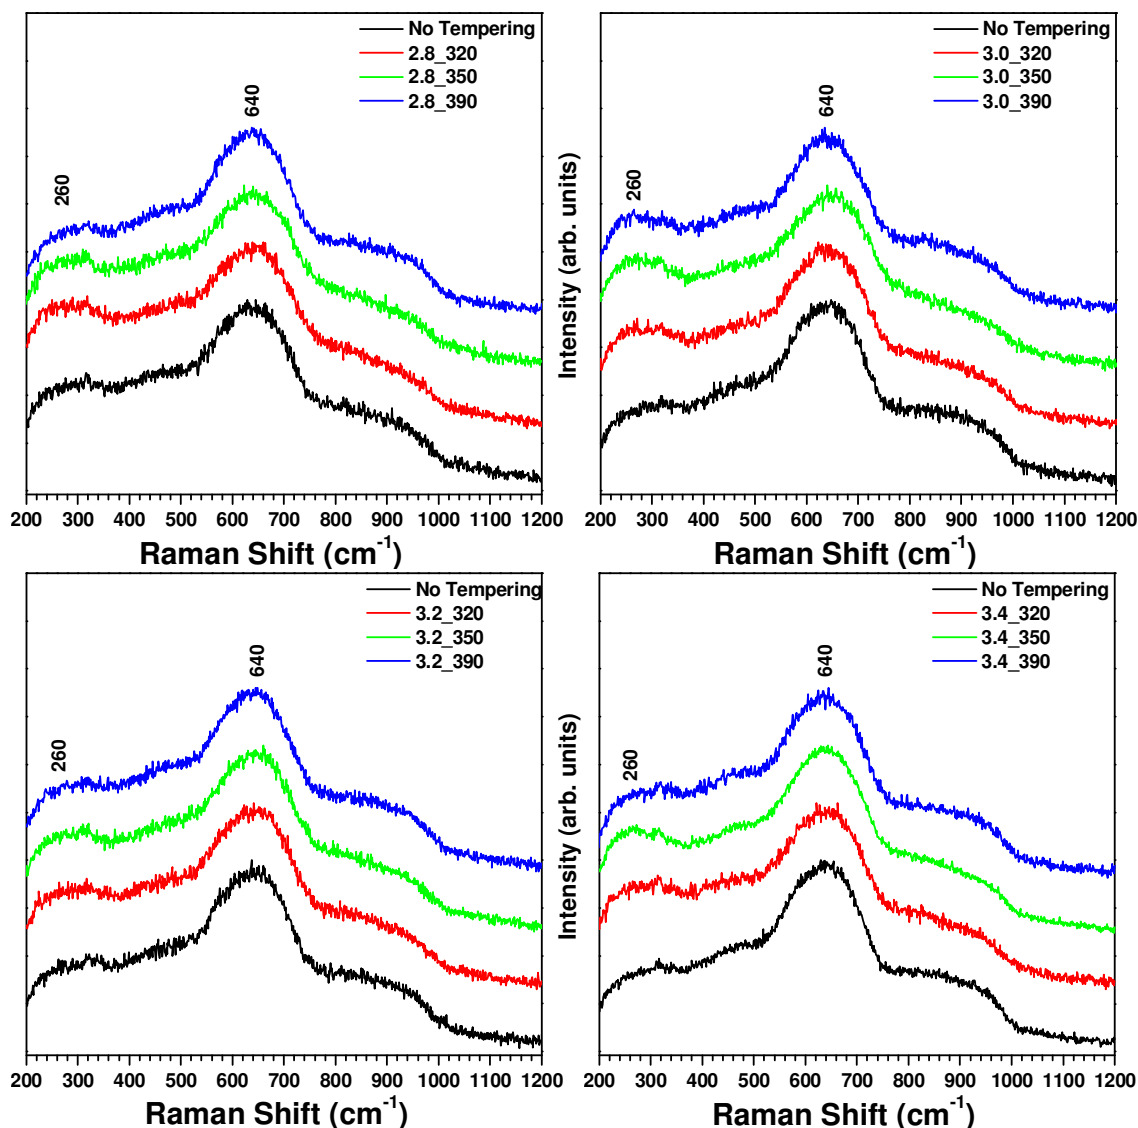 No Tempering
2.8_320
2.8_350
2.8_390
640
260
200 300 400 500 600 700 800 900 1000 1100 1200
Raman Shift (cm-1)
No Tempering
3.0_320
3.0_350
3.0_390
640
260
Intensity (arb. units)
200 300 400 500 600 700 800 900 1000 1100 1200
Raman Shift (cm-1)
No Tempering
3.2_320
3.2_350
3.2_390
640
260
200 300 400 500 600 700 800 900 1000 1100 1200
Raman Shift (cm-1)
No Tempering
3.4_320
3.4_350
3.4_390
640
260
Intensity (arb. units)
200 300 400 500 600 700 800 900 1000 1100 1200
Raman Shift (cm-1)